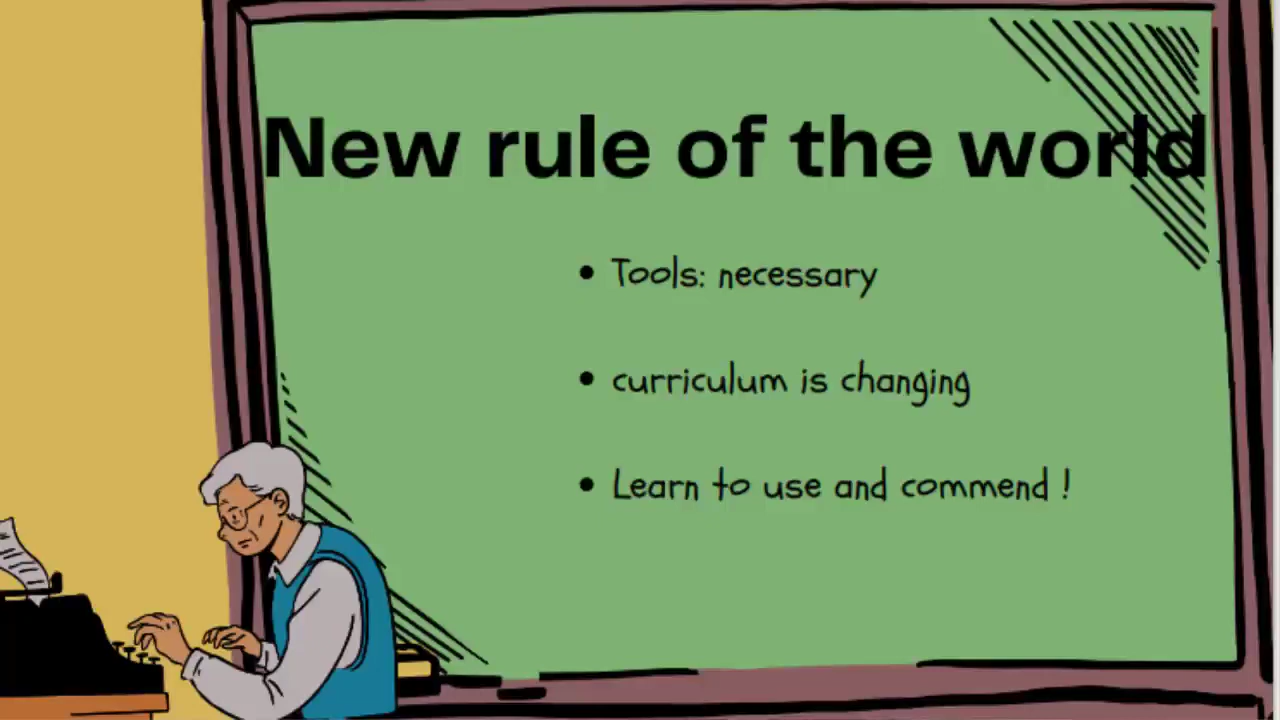 New rule of the world
• Tools: necessary
• curriculum is changing
• Learn to use and commend !